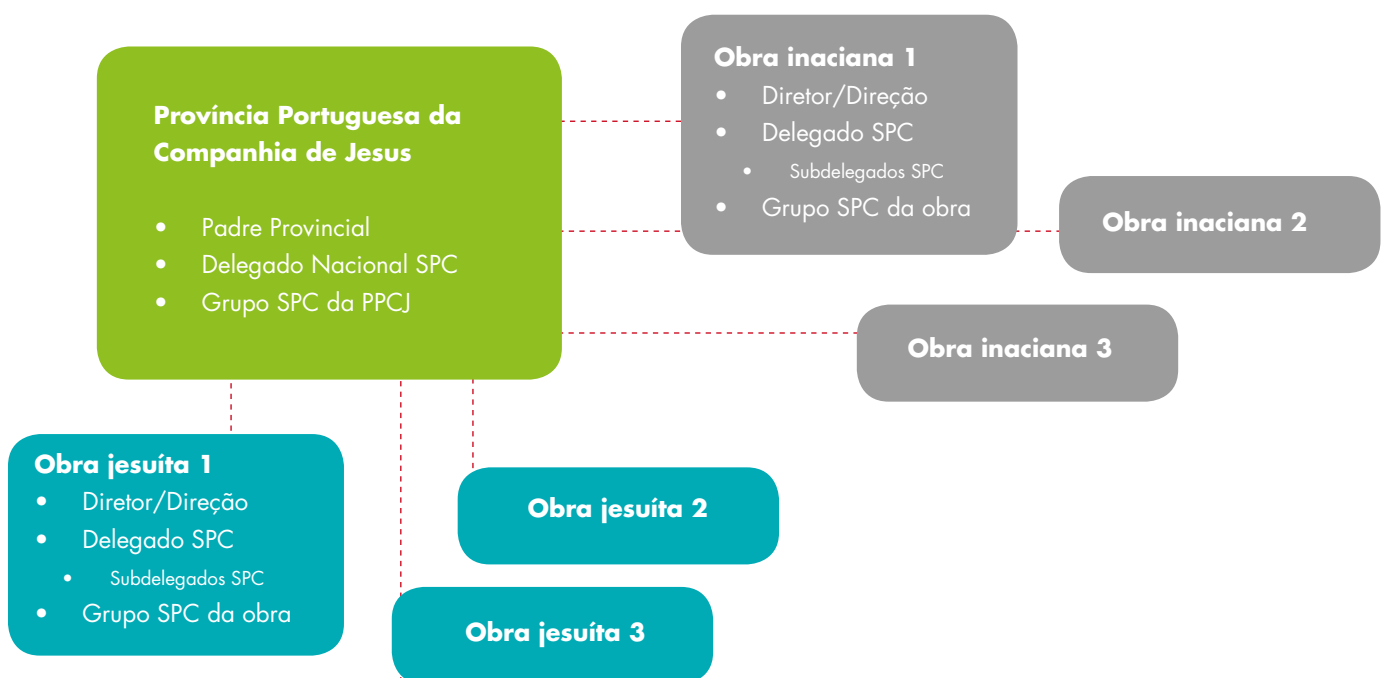 Província Portuguesa da
Companhia de Jesus
• Padre Provincial
• Delegado Nacional SPC
• Grupo SPC da PPCJ
Obra inaciana 1
• Diretor/Direção
• Delegado SPC
• Subdelegados SPC
• Grupo SPC da obra
Obra inaciana 2
Obra inaciana 3
Obra jesuíta 1
• Diretor/Direção
• Delegado SPC
• Subdelegados SPC
• Grupo SPC da obra
Obra jesuíta 2
Obra jesuíta 3